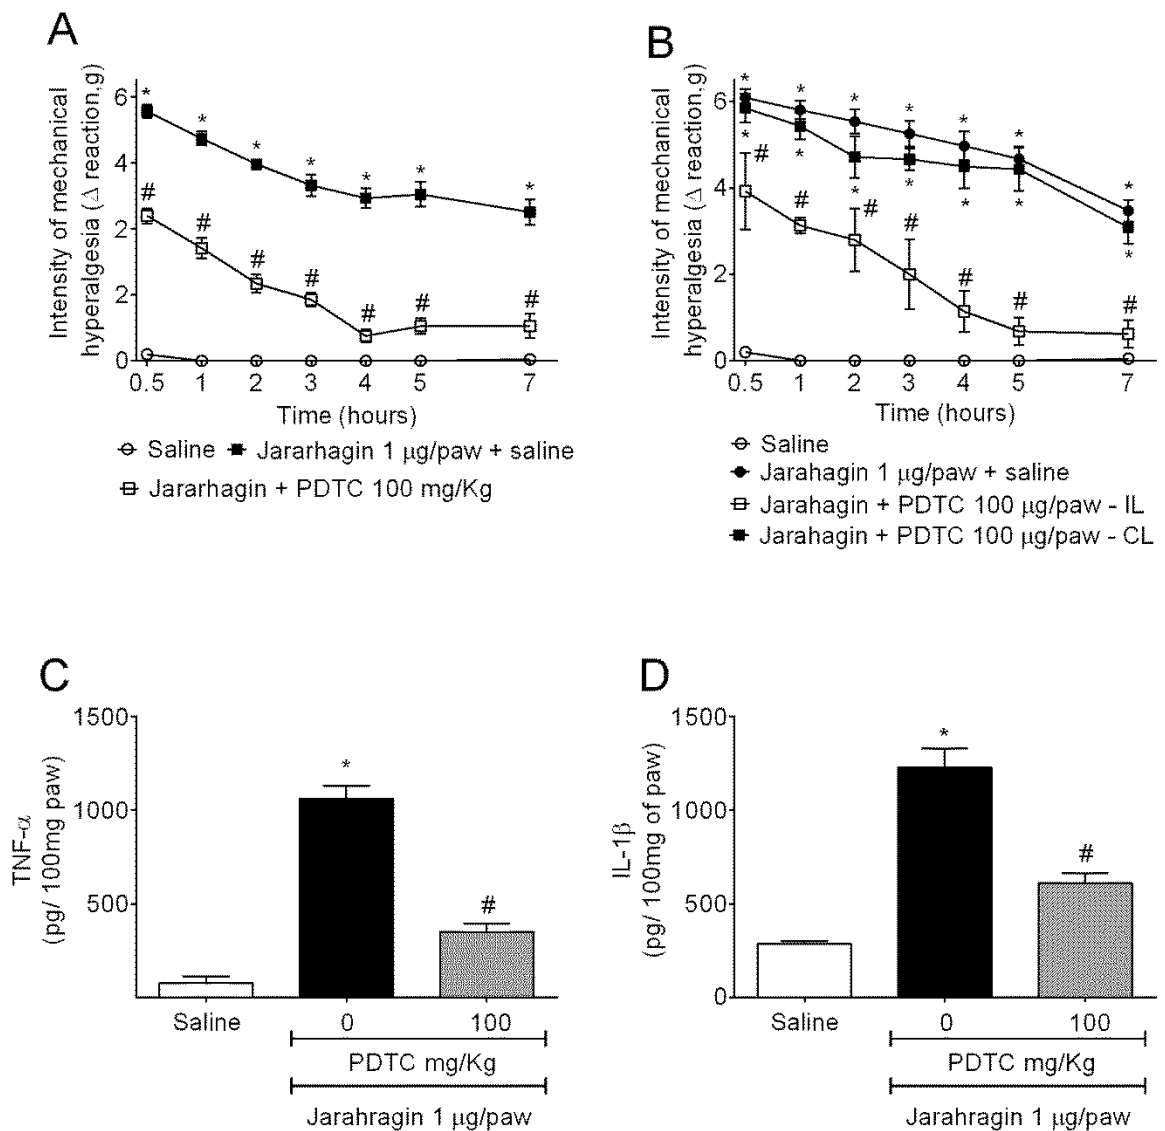 A
Intensity of mechanical
hyperalgesia (Δ reaction,g)
6
4
2
2
0
* * * * * * *
# # # # # # #
0.5 1 2 3 4 5 7
Time (hours)
Saline Jararhagin 1 µg/paw + saline
Jararhagin + PDTC 100 mg/Kg
B
Intensity of mechanical
hyperalgesia (Δ reaction,g)
6
4
2
0
* * * * * * *
* * * * * * *
# # # # # # #
0.5 1 2 3 4 5 7
Time (hours)
Saline
Jarahagin 1 µg/paw + saline
Jarahagin + PDTC 100 µg/paw - IL
Jarahagin + PDTC 100 µg/paw - CL
C
TNF-α
(pg/ 100mg paw)
1500
1000
500
*
#
Saline 0 100
PDTC mg/Kg
Jarahragin 1 µg/paw
D
IL-1β
(pg/ 100mg of paw)
1500
1000
500
0
*
#
Saline 0 100
PDTC mg/Kg
Jarahragin 1 µg/paw